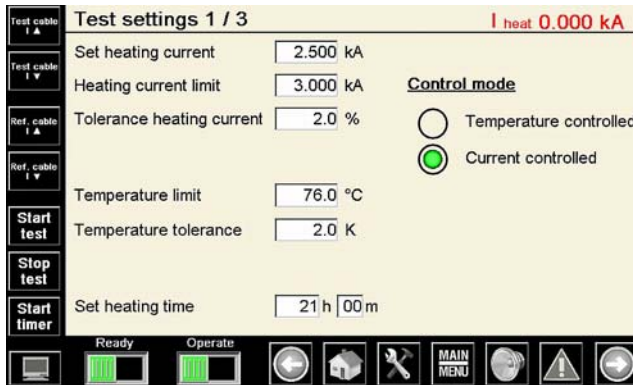 Test settings 1 / 3
I heat 0.000 kA
Test cable
I ▲
Test cable
I ▼
Ref. cable
I ▲
Ref. cable
I ▼
Start
test
Stop
test
Start
timer
Set heating current 2.500 kA
Heating current limit 3.000 kA
Tolerance heating current 2.0 %
Temperature limit 76.0 °C
Temperature tolerance 2.0 K
Set heating time 21 h 00 m
Control mode
Temperature controlled
Current controlled
Ready
Operate
MAIN
MENU